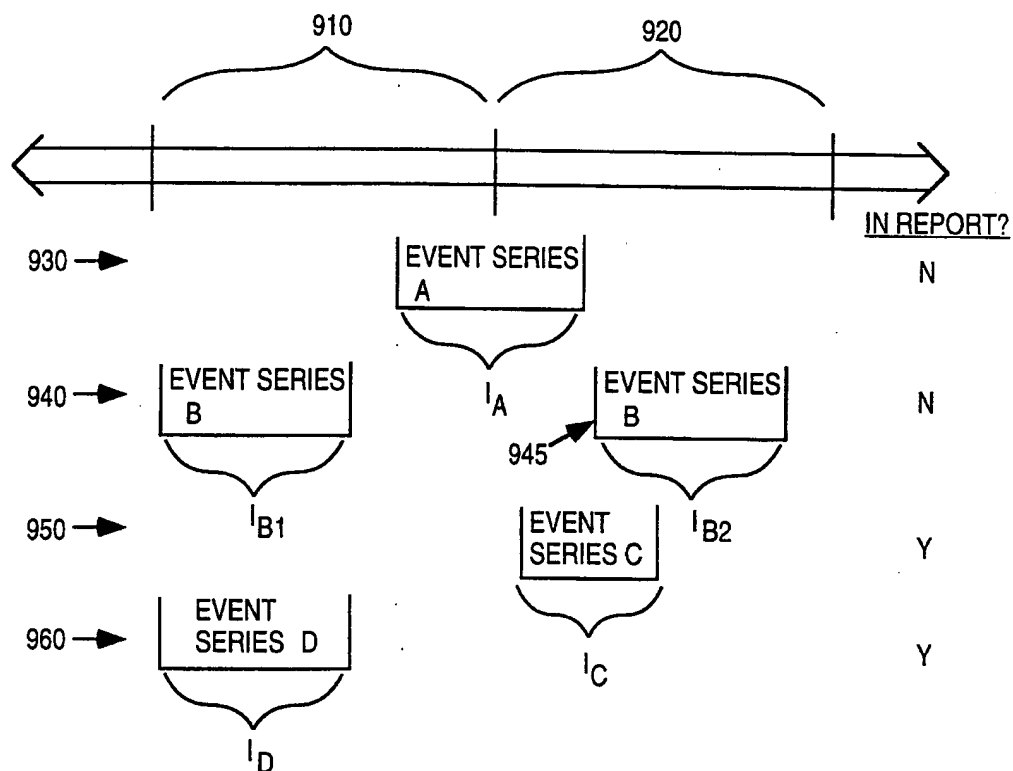 910
920
IN REPORT?
930
EVENT SERIES
A
N
I_A
940
EVENT SERIES
B
945
EVENT SERIES
B
N
I_B1
I_B2
950
EVENT
SERIES C
Y
I_C
960
EVENT
SERIES D
Y
I_D